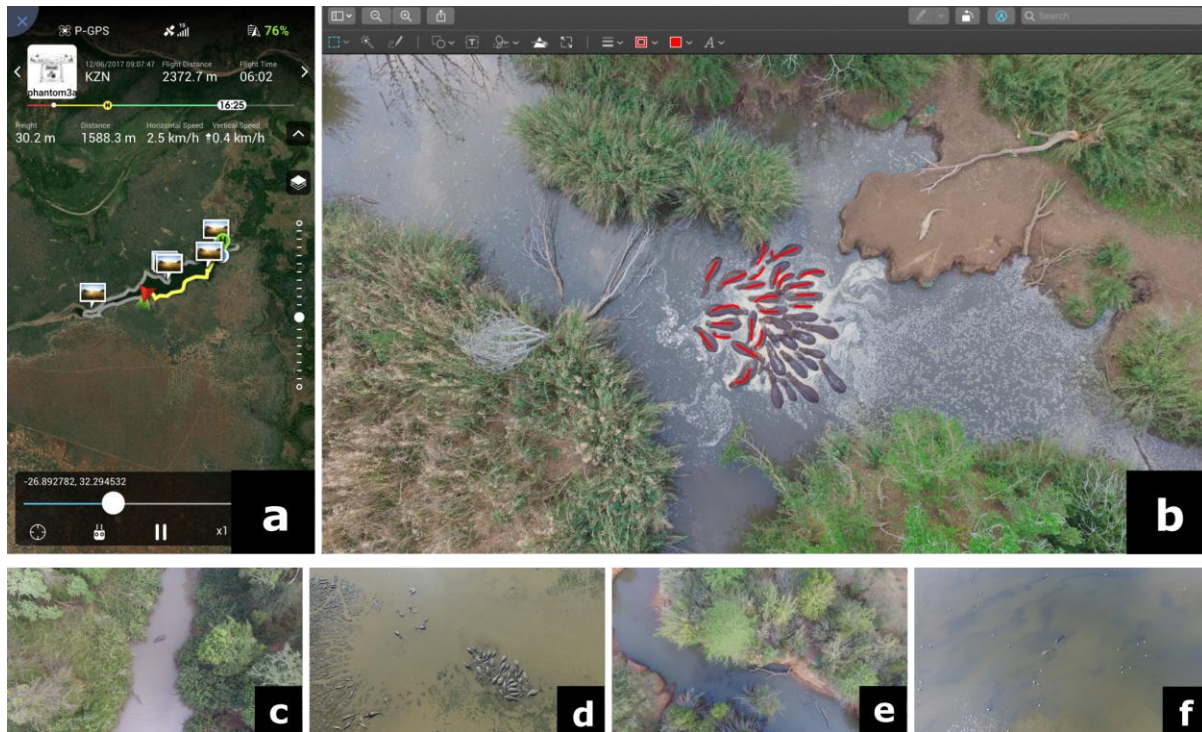 P-GPS
19
76%
12/06/2017 09:07:47
Flight Distance
Flight Time
KZN
2372.7 m
06:02
phantom3a
H
16:25
Height
Distance
Horizontal Speed
Vertical Speed
30.2 m
1588.3 m
2.5 km/h
0.4 km/h
-26.892782, 32.294532
x1
a
Search
T
A
b
c
d
e
f